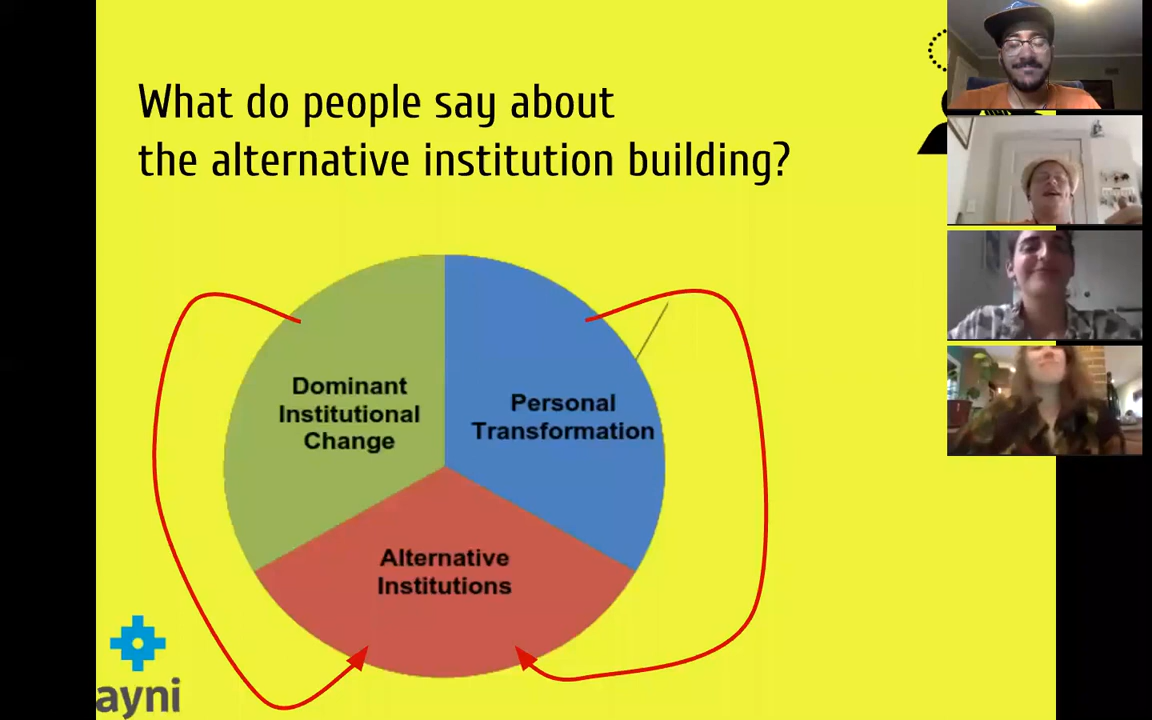 What do people say about
the alternative institution building?
Dominant
Institutional
Change
Personal
Transformation
Alternative
Institutions
ayni